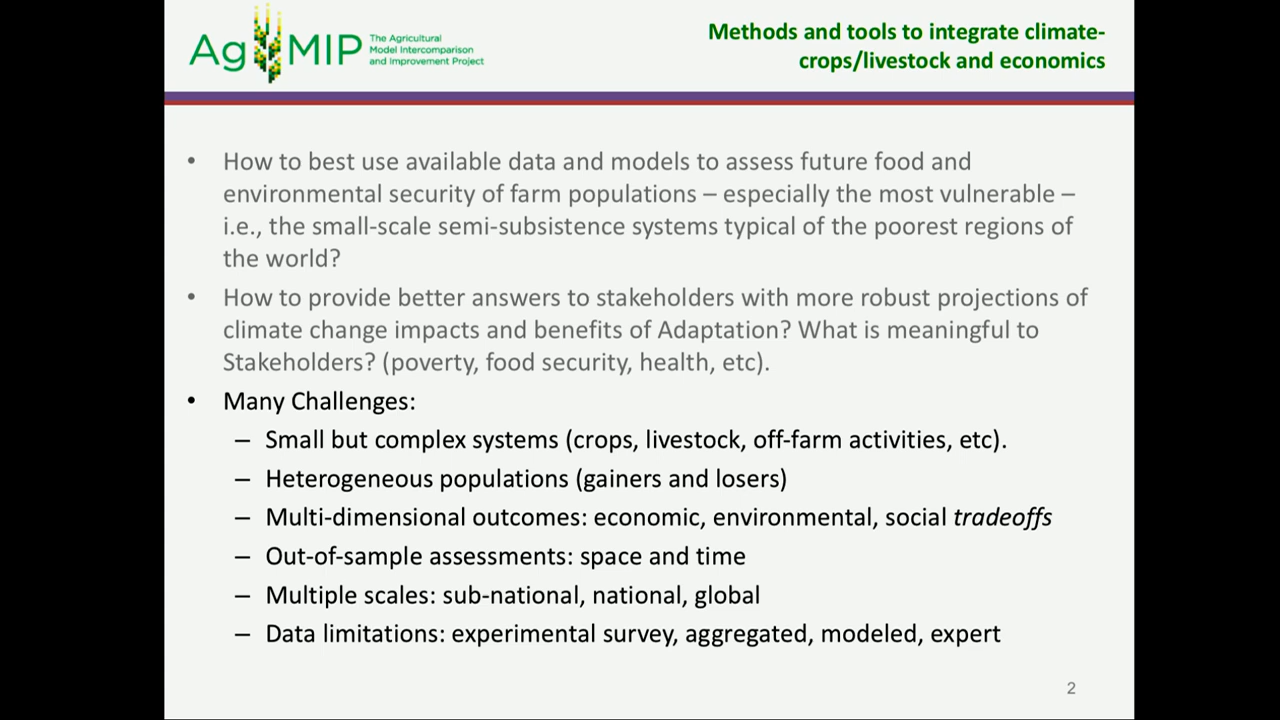 AgMIP
The Agricultural
Model Intercomparison
and Improvement Project
Methods and tools to integrate climate-
crops/livestock and economics
• How to best use available data and models to assess future food and
environmental security of farm populations – especially the most vulnerable –
i.e., the small-scale semi-subsistence systems typical of the poorest regions of
the world?
• How to provide better answers to stakeholders with more robust projections of
climate change impacts and benefits of Adaptation? What is meaningful to
Stakeholders? (poverty, food security, health, etc).
• Many Challenges:
– Small but complex systems (crops, livestock, off-farm activities, etc).
– Heterogeneous populations (gainers and losers)
– Multi-dimensional outcomes: economic, environmental, social tradeoffs
– Out-of-sample assessments: space and time
– Multiple scales: sub-national, national, global
– Data limitations: experimental survey, aggregated, modeled, expert
2